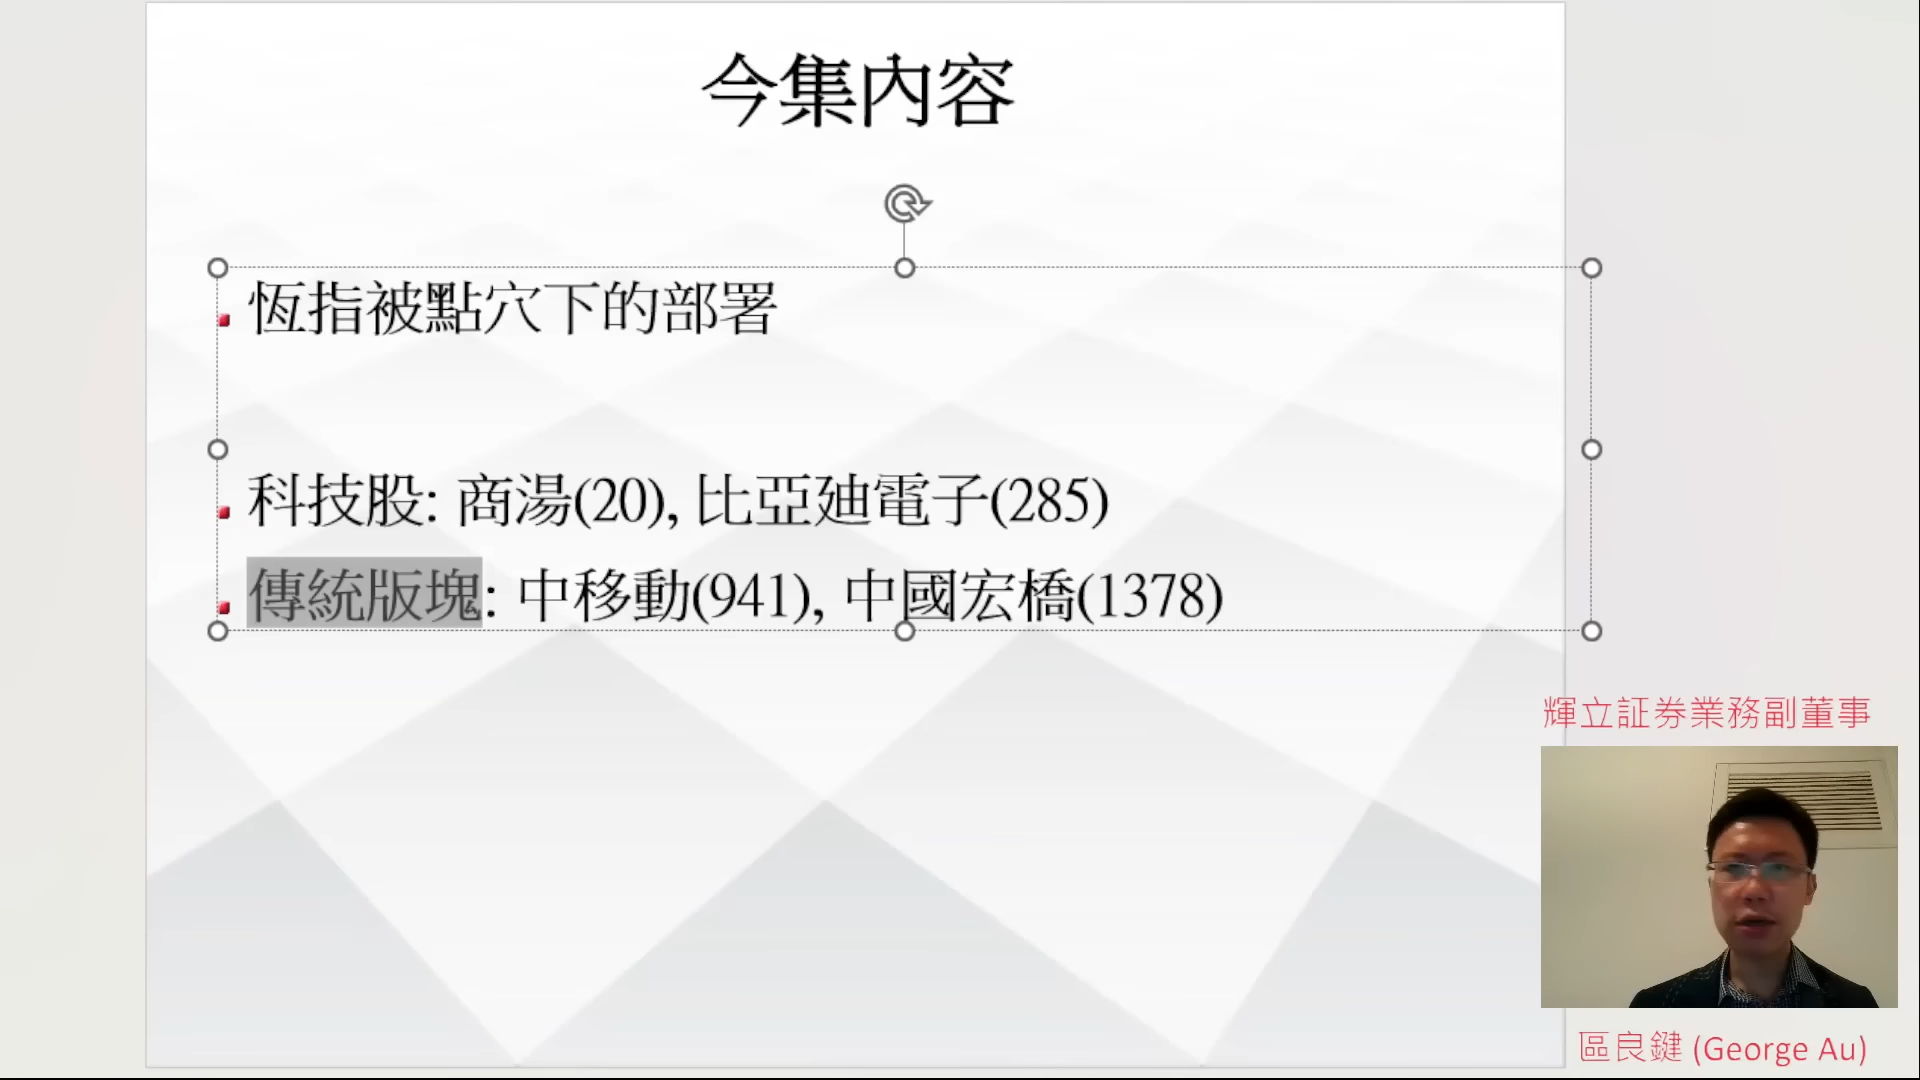 今集內容
恆指被點穴下的部署
科技股: 商湯(20), 比亞廸電子(285)
傳統版塊: 中移動(941), 中國宏橋(1378)
輝立証券業務副董事
區良鍵 (George Au)